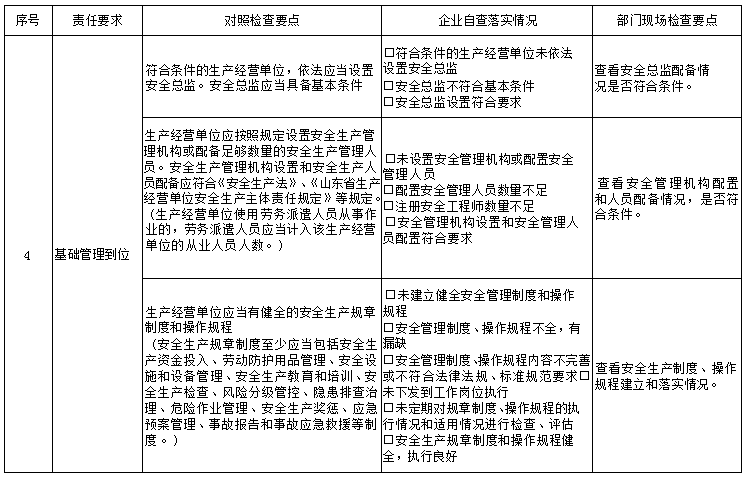 序号
责任要求
对照检查要点
企业自查落实情况
部门现场检查要点
4
基础管理到位
符合条件的生产经营单位，依法应当设置
安全总监。安全总监应当具备基本条件
□符合条件的生产经营单位未依法
设置安全总监
□安全总监不符合基本条件
□安全总监设置符合要求
查看安全总监配备情
况是否符合条件。
生产经营单位应按照规定设置安全生产管
理机构或配备足够数量的安全生产管理人
员。安全生产管理机构设置和安全生产人
员配备应符合《安全生产法》、《山东省生产
经营单位安全生产主体责任规定》等规定。
（生产经营单位使用劳务派遣人员从事作
业的，劳务派遣人员应当计入该生产经营
单位的从业人员人数。）
□未设置安全管理机构或配置安全
管理人员
□配置安全管理人员数量不足
□注册安全工程师数量不足
□安全管理机构设置和安全管理人
员配置符合要求
查看安全管理机构配置
和人员配备情况，是否符
合条件。
生产经营单位应当有健全的安全生产规章
制度和操作规程
（安全生产规章制度至少应当包括安全生
产资金投入、劳动防护用品管理、安全设
施和设备管理、安全生产教育和培训、安
全生产检查、风险分级管控、隐患排查治
理、危险作业管理、安全生产奖惩、应急
预案管理、事故报告和事故应急救援等制
度。）
□未建立健全安全管理制度和操作
规程
□安全管理制度、操作规程不全，有
漏缺
□安全管理制度、操作规程内容不完善
或不符合法律法规、标准规范要求□
未下发到工作岗位执行
□未定期对规章制度、操作规程的执
行情况和适用情况进行检查、评估
□安全生产规章制度和操作规程健
全，执行良好
查看安全生产制度、操
作规程建立和落实情况。